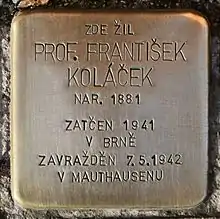 ZDE ŽIL
PROF. FRANTIŠEK
KOLÁČEK
NAR. 1881
ZATČEN 1941
V BRNĚ
ZAVRAŽDĚN 7.5.1942
V MAUTHAUSENU